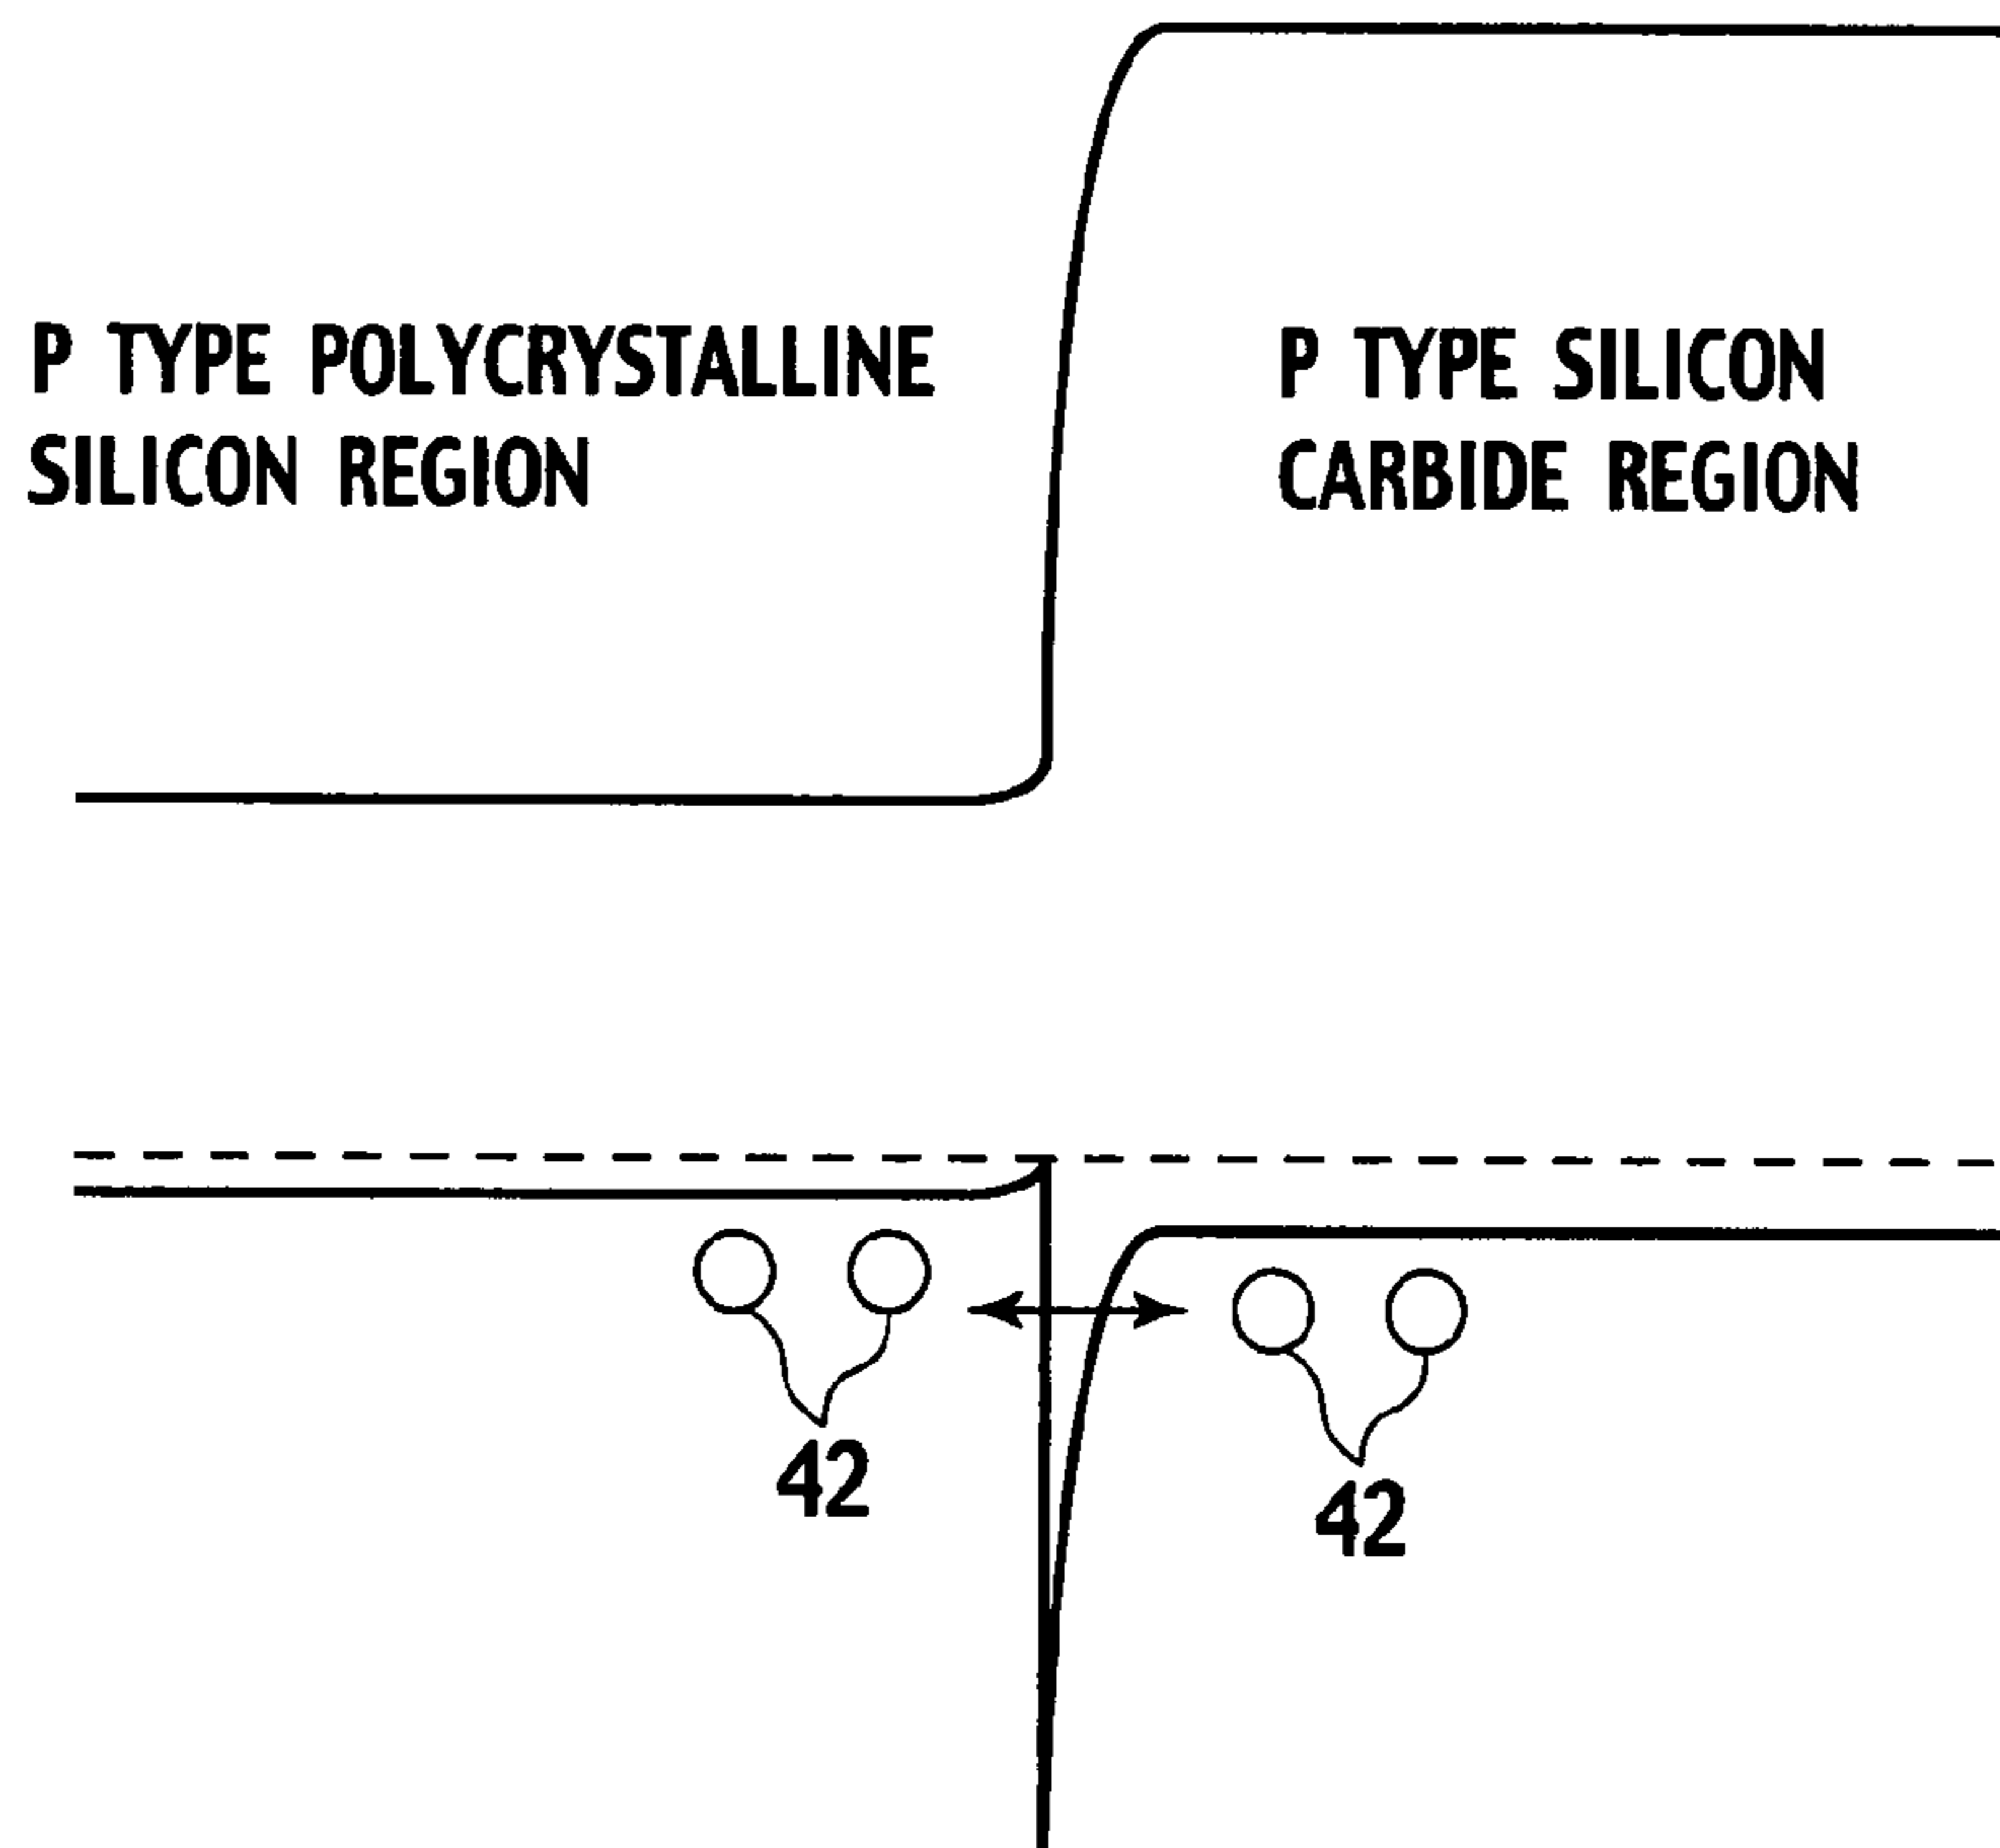 P TYPE POLYCRYSTALLINE
SILICON REGION
P TYPE SILICON
CARBIDE REGION
42
42